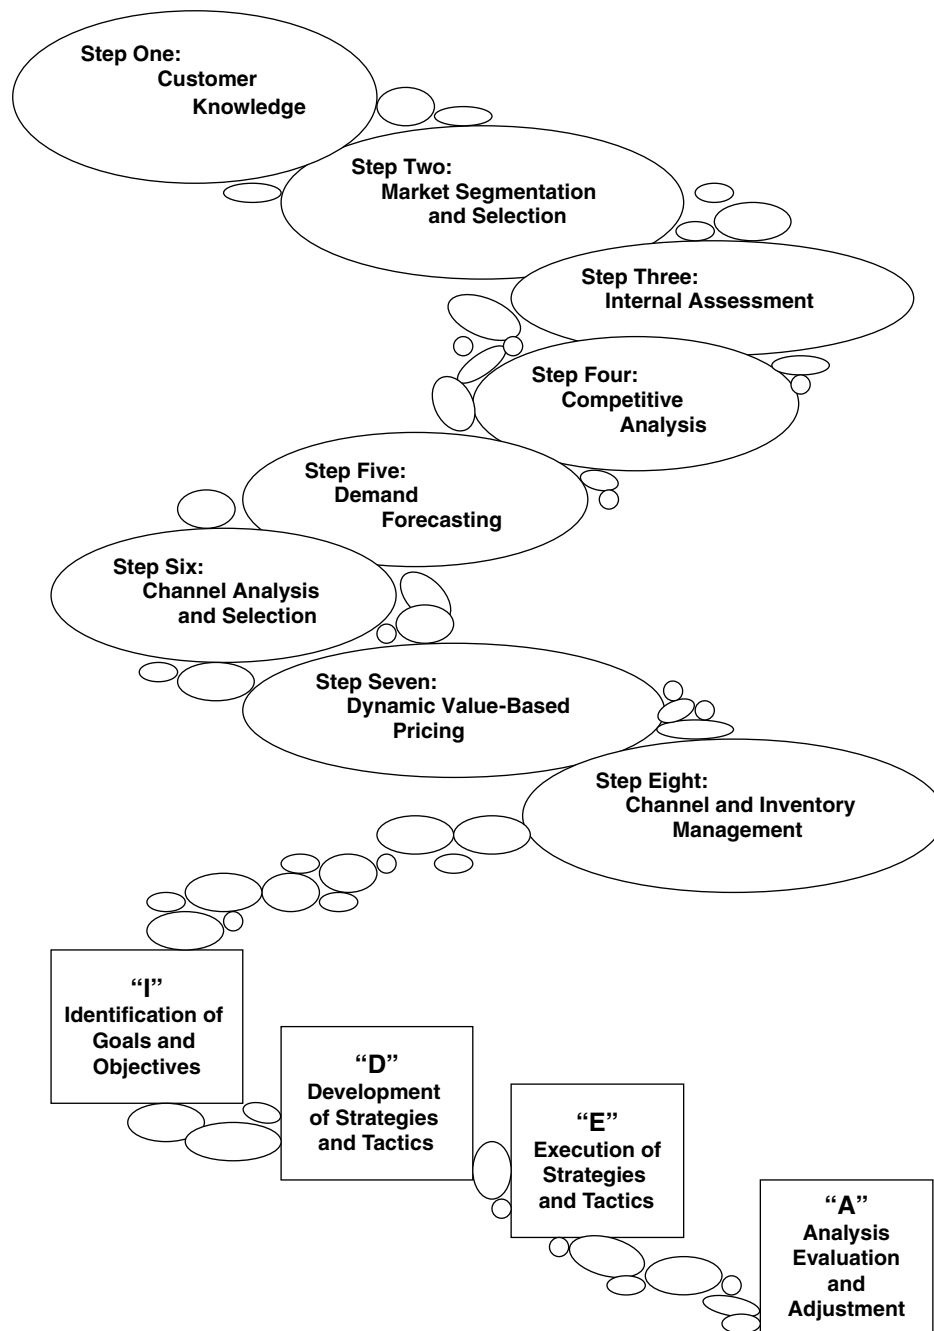 Step One:
Customer
Knowledge
Step Two:
Market Segmentation
and Selection
Step Three:
Internal Assessment
Step Four:
Competitive
Analysis
Step Five:
Demand
Forecasting
Step Six:
Channel Analysis
and Selection
Step Seven:
Dynamic Value-Based
Pricing
Step Eight:
Channel and Inventory
Management
“I”
Identification of
Goals and
Objectives
“D”
Development
of Strategies
and Tactics
“E”
Execution of
Strategies
and Tactics
“A”
Analysis
Evaluation
and
Adjustment